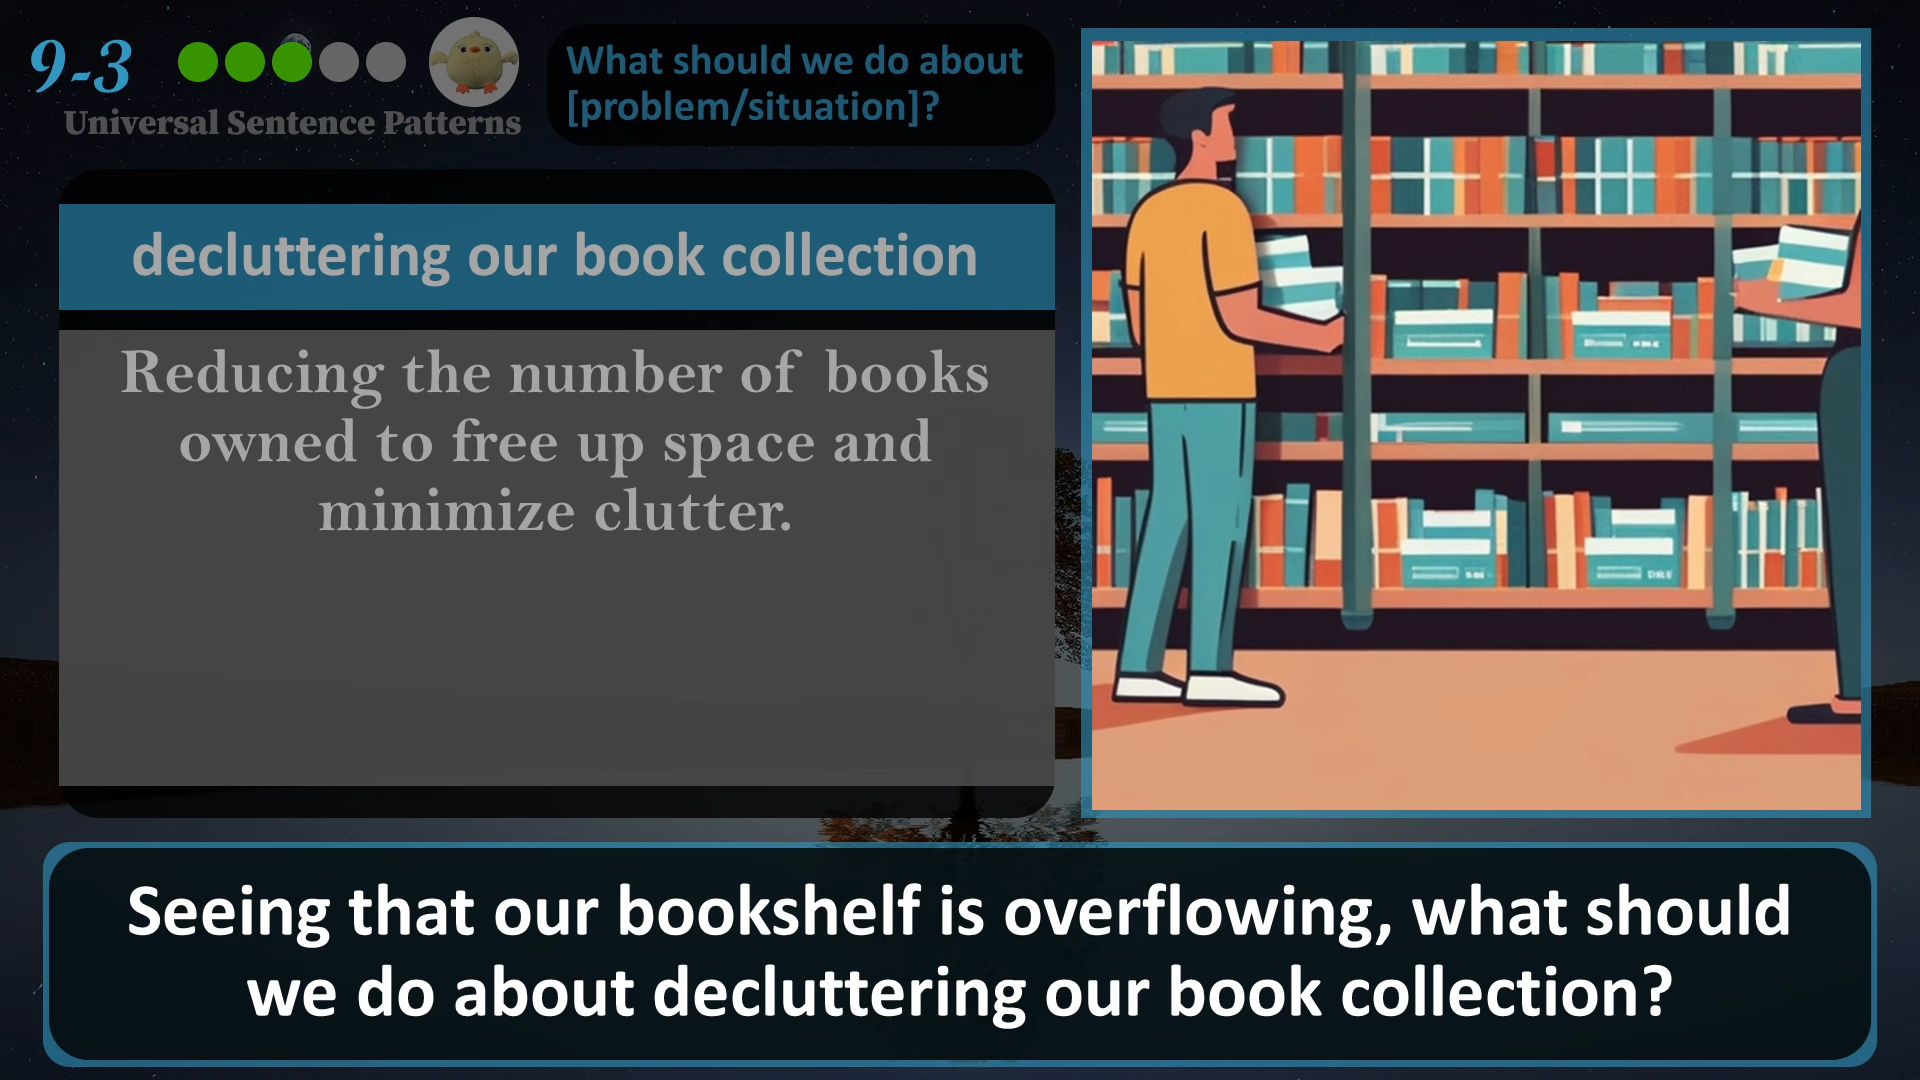 9-3
Universal Sentence Patterns
What should we do about
[problem/situation]?
decluttering our book collection
Reducing the number of books
owned to free up space and
minimize clutter.
Seeing that our bookshelf is overflowing, what should
we do about decluttering our book collection?